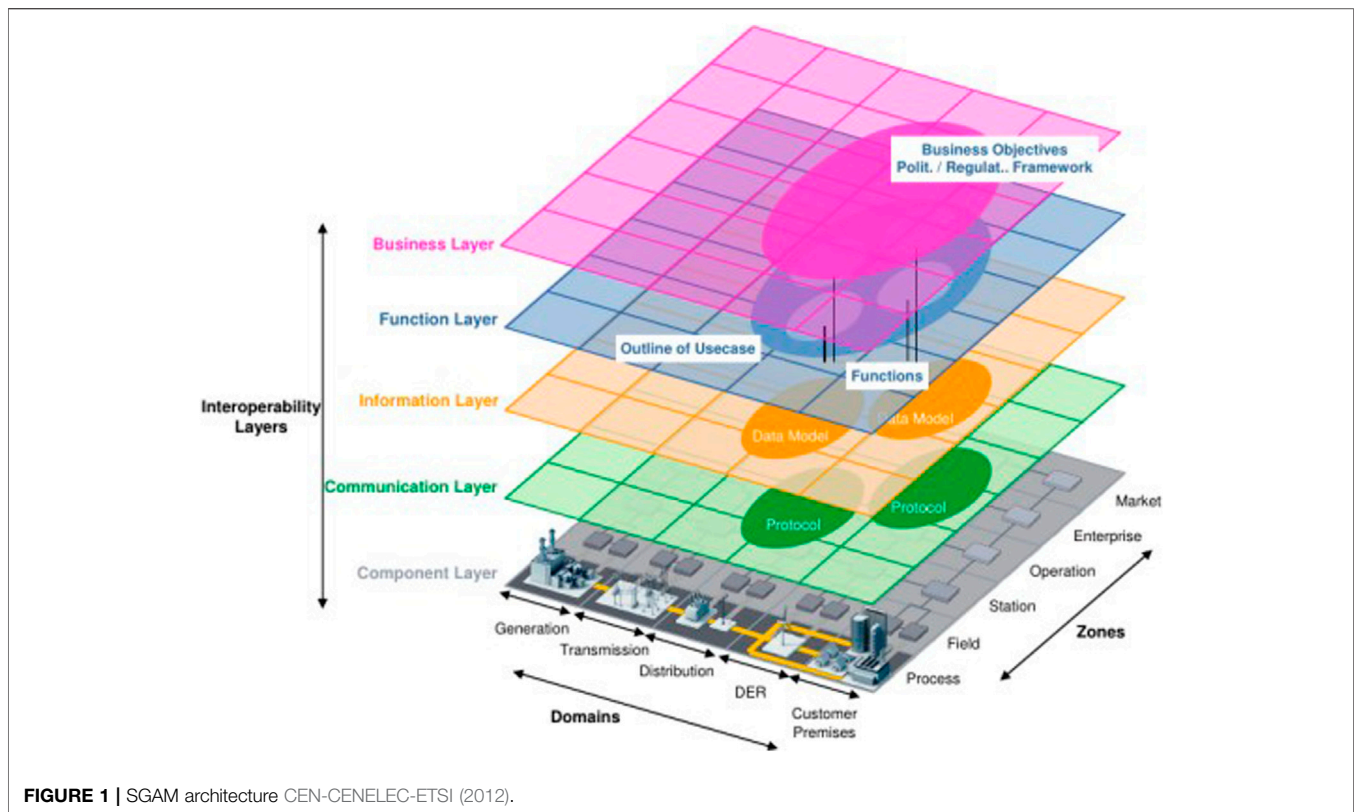 Business Objectives
Polit. / Regulat.. Framework
Business Layer
Function Layer
Outline of Usecase
Functions
Interoperability
Layers
Information Layer
Data Model
Data Model
Communication Layer
Protocol
Protocol
Component Layer
Market
Enterprise
Operation
Station
Field
Process
Zones
Generation
Transmission
Distribution
DER
Customer
Premises
Domains
FIGURE 1 | SGAM architecture CEN-CENELEC-ETSI (2012).